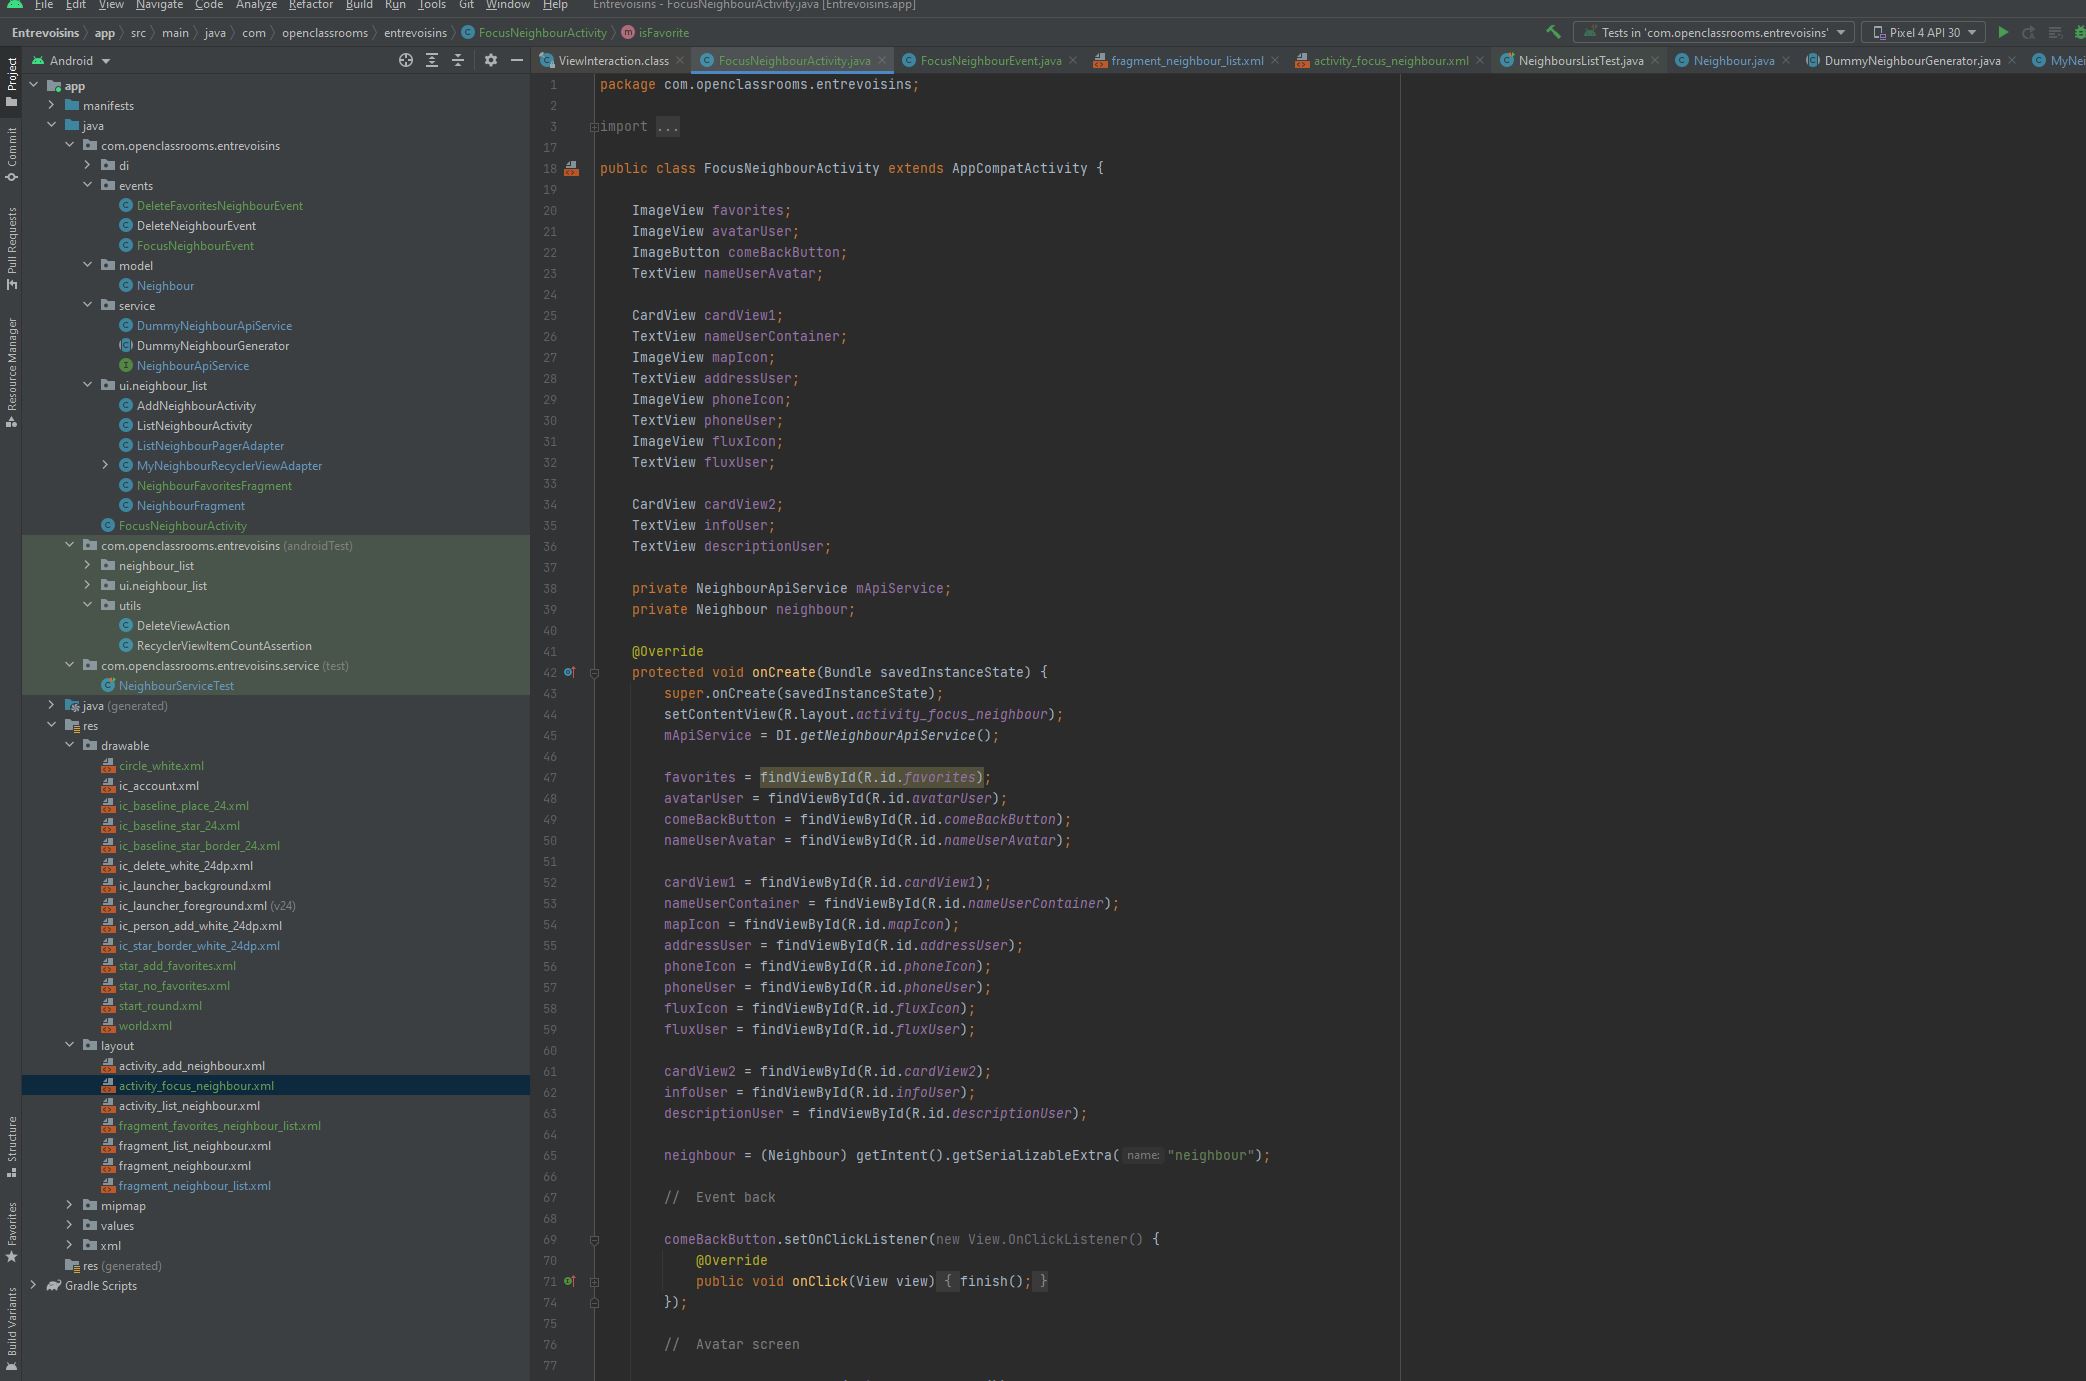 File Edit View Navigate Code Analyze Refactor Build Run Tools Git Window Help Entrevoisins - FocusNeighbourActivity.java [Entrevoisins.app]
Entrevoisins app src main java com openclassrooms entrevoisins FocusNeighbourActivity isFavorite
Tests in 'com.openclassrooms.entrevoisins' Pixel 4 API 30
Android
ViewInteraction.class FocusNeighbourActivity.java FocusNeighbourEvent.java fragment_neighbour_list.xml activity_focus_neighbour.xml NeighboursListTest.java Neighbour.java DummyNeighbourGenerator.java MyNei
Project
Commit
Pull Requests
Resource Manager
Structure
Favorites
Build Variants
app
manifests
java
com.openclassrooms.entrevoisins
di
events
DeleteFavoritesNeighbourEvent
DeleteNeighbourEvent
FocusNeighbourEvent
model
Neighbour
service
DummyNeighbourApiService
DummyNeighbourGenerator
NeighbourApiService
ui.neighbour_list
AddNeighbourActivity
ListNeighbourActivity
ListNeighbourPagerAdapter
MyNeighbourRecyclerViewAdapter
NeighbourFavoritesFragment
NeighbourFragment
FocusNeighbourActivity
com.openclassrooms.entrevoisins (androidTest)
neighbour_list
ui.neighbour_list
utils
DeleteViewAction
RecyclerViewItemCountAssertion
com.openclassrooms.entrevoisins.service (test)
NeighbourServiceTest
java (generated)
res
drawable
circle_white.xml
ic_account.xml
ic_baseline_place_24.xml
ic_baseline_star_24.xml
ic_baseline_star_border_24.xml
ic_delete_white_24dp.xml
ic_launcher_background.xml
ic_launcher_foreground.xml (v24)
ic_person_add_white_24dp.xml
ic_star_border_white_24dp.xml
star_add_favorites.xml
star_no_favorites.xml
start_round.xml
world.xml
layout
activity_add_neighbour.xml
activity_focus_neighbour.xml
activity_list_neighbour.xml
fragment_favorites_neighbour_list.xml
fragment_list_neighbour.xml
fragment_neighbour.xml
fragment_neighbour_list.xml
mipmap
values
xml
res (generated)
Gradle Scripts
1 package com.openclassrooms.entrevoisins;
2
3 import ...
17
18 public class FocusNeighbourActivity extends AppCompatActivity {
19
20 ImageView favorites;
21 ImageView avatarUser;
22 ImageButton comeBackButton;
23 TextView nameUserAvatar;
24
25 CardView cardView1;
26 TextView nameUserContainer;
27 ImageView mapIcon;
28 TextView addressUser;
29 ImageView phoneIcon;
30 TextView phoneUser;
31 ImageView fluxIcon;
32 TextView fluxUser;
33
34 CardView cardView2;
35 TextView infoUser;
36 TextView descriptionUser;
37
38 private NeighbourApiService mApiService;
39 private Neighbour neighbour;
40
41 @Override
42 protected void onCreate(Bundle savedInstanceState) {
43 super.onCreate(savedInstanceState);
44 setContentView(R.layout.activity_focus_neighbour);
45 mApiService = DI.getNeighbourApiService();
46
47 favorites = findViewById(R.id.favorites);
48 avatarUser = findViewById(R.id.avatarUser);
49 comeBackButton = findViewById(R.id.comeBackButton);
50 nameUserAvatar = findViewById(R.id.nameUserAvatar);
51
52 cardView1 = findViewById(R.id.cardView1);
53 nameUserContainer = findViewById(R.id.nameUserContainer);
54 mapIcon = findViewById(R.id.mapIcon);
55 addressUser = findViewById(R.id.addressUser);
56 phoneIcon = findViewById(R.id.phoneIcon);
57 phoneUser = findViewById(R.id.phoneUser);
58 fluxIcon = findViewById(R.id.fluxIcon);
59 fluxUser = findViewById(R.id.fluxUser);
60
61 cardView2 = findViewById(R.id.cardView2);
62 infoUser = findViewById(R.id.infoUser);
63 descriptionUser = findViewById(R.id.descriptionUser);
64
65 neighbour = (Neighbour) getIntent().getSerializableExtra( name: "neighbour");
66
67 // Event back
68
69 comeBackButton.setOnClickListener(new View.OnClickListener() {
70 @Override
71 public void onClick(View view) { finish(); }
74 });
75
76 // Avatar screen
77